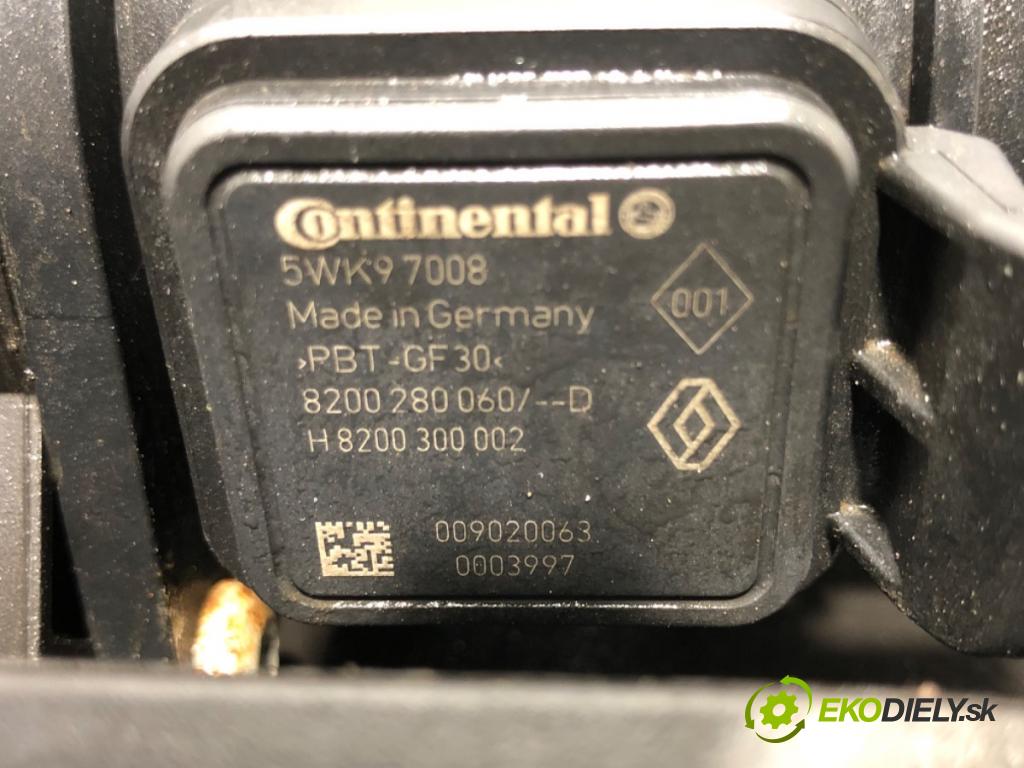 Continental
5WK9 7008
001
Made in Germany
>PBT-GF30<
8200 280 060/--D
H 8200 300 002
009020063
0003997
EKODIELY.sk